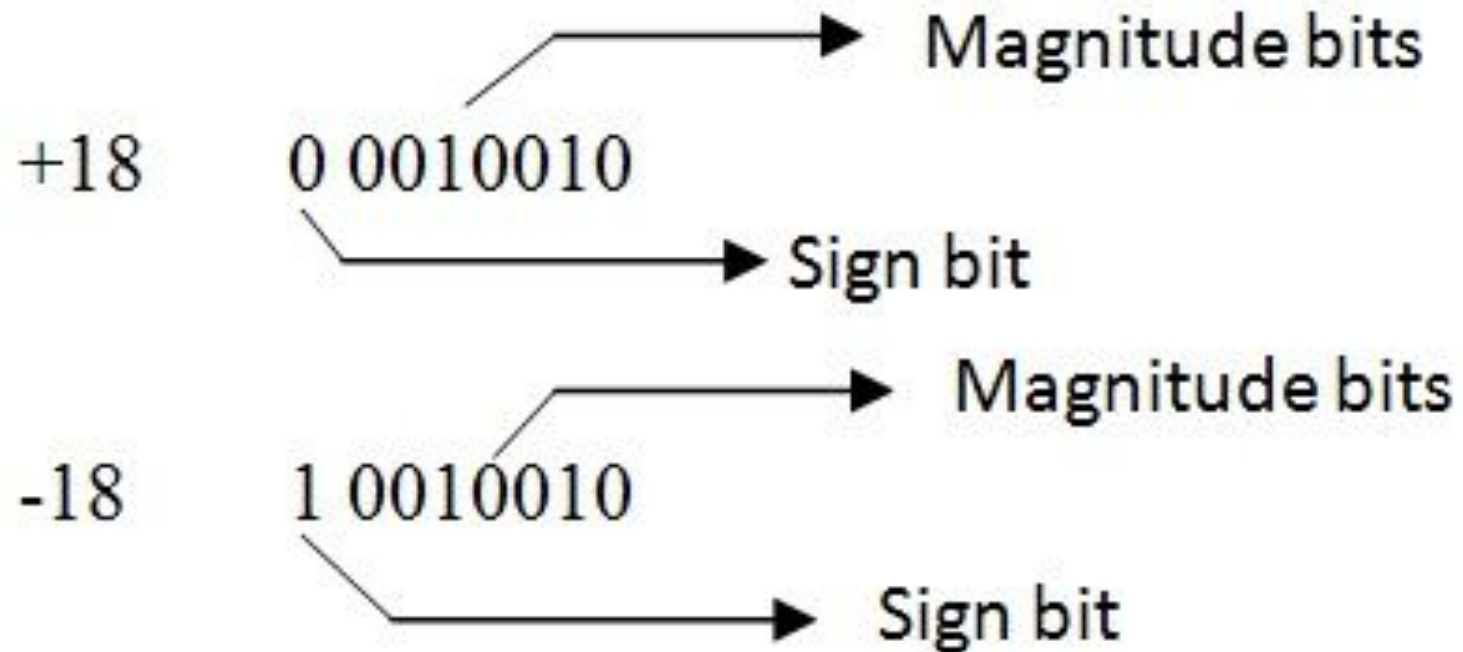 Magnitude bits
+18 0 0010010
Sign bit
Magnitude bits
-18 1 0010010
Sign bit